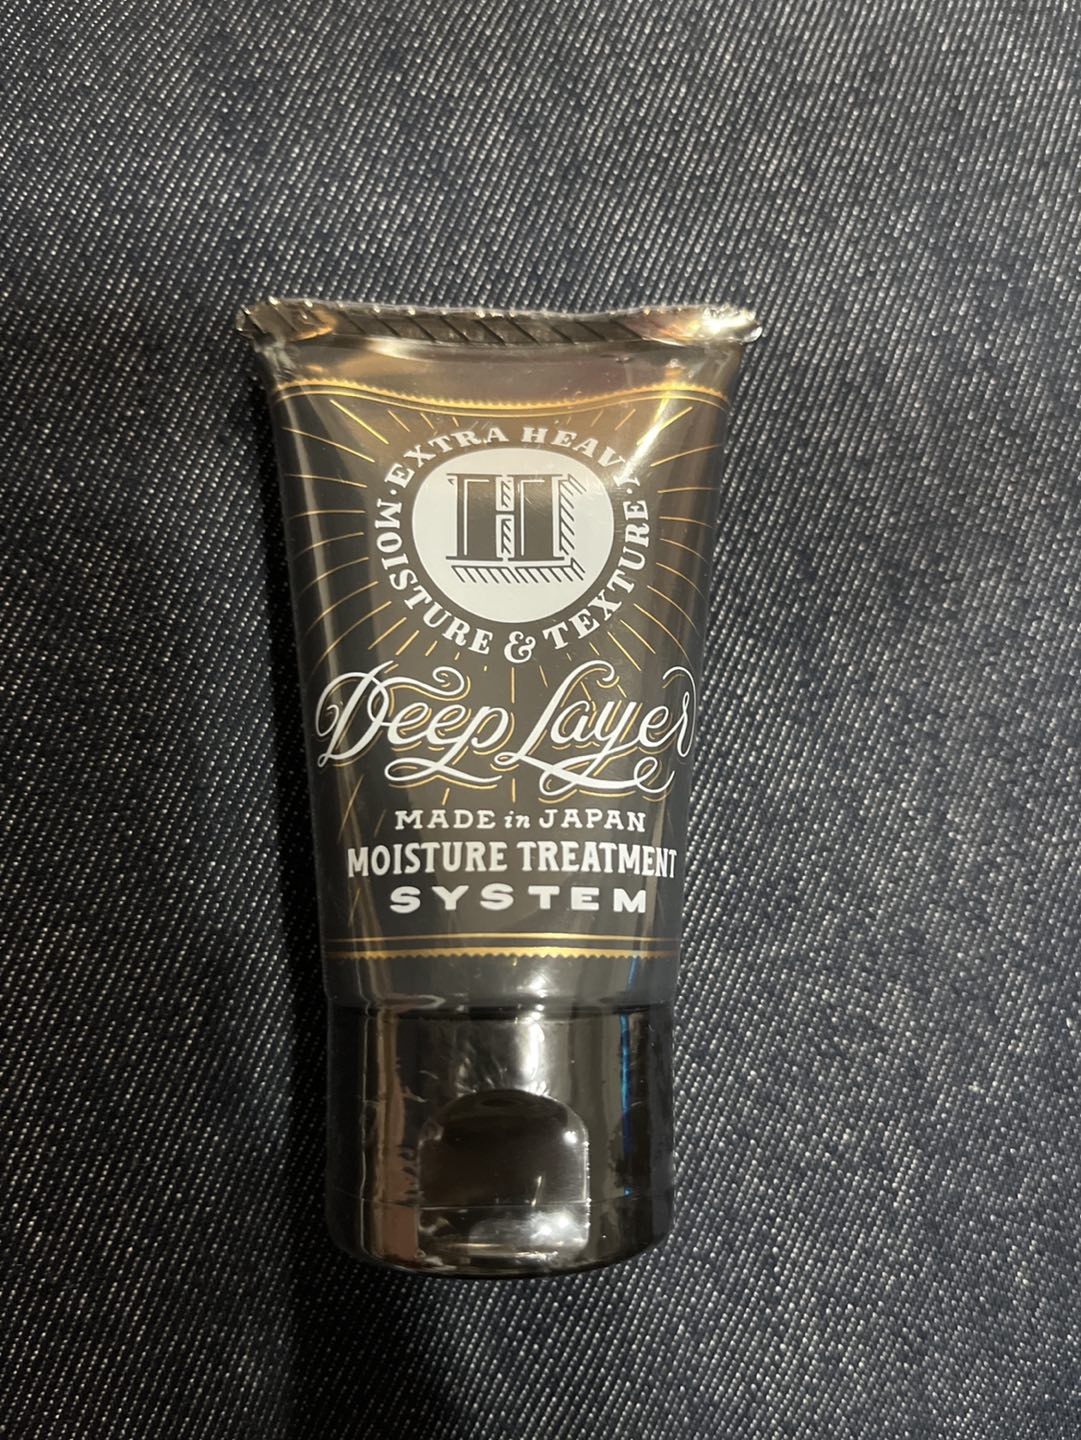 EXTRA HEAVY
H
MOISTURE & TEXTURE
Deep Layer
MADE in JAPAN
MOISTURE TREATMENT
SYSTEM